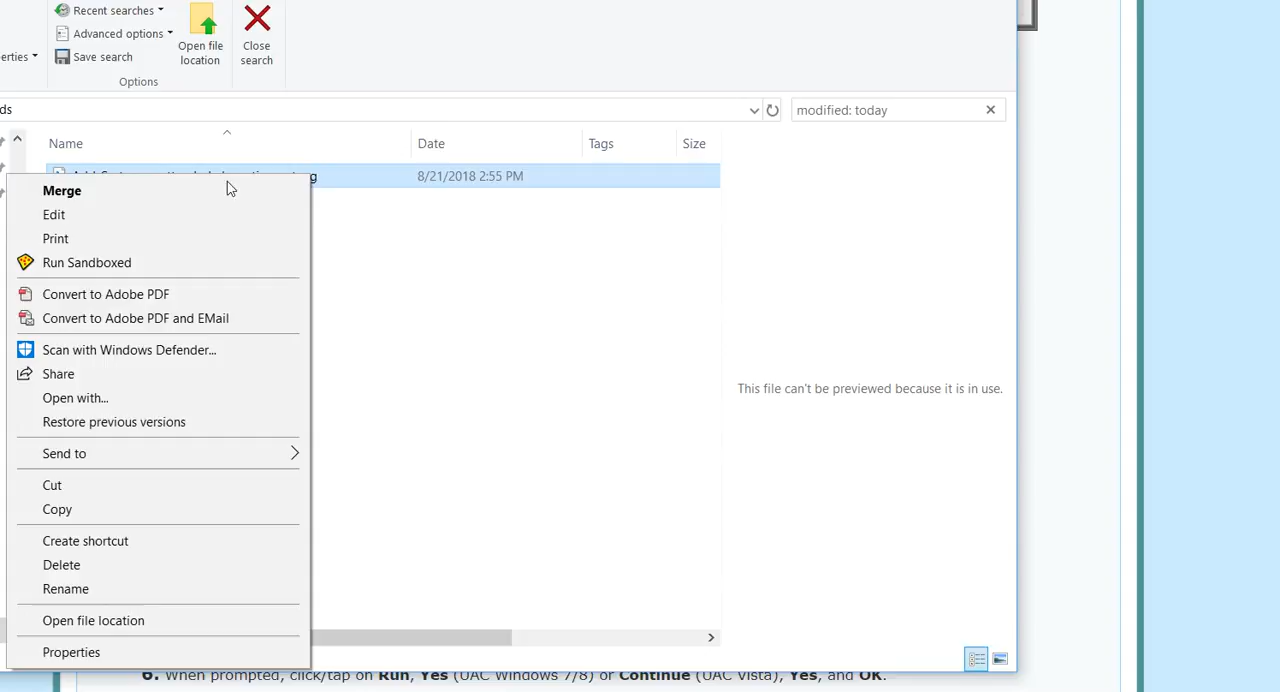 Recent searches
Advanced options
Save search
erties
Open file location
Close search
Options
ds
modified: today
Name
Date
Tags
Size
g
8/21/2018 2:55 PM
Merge
Edit
Print
Run Sandboxed
Convert to Adobe PDF
Convert to Adobe PDF and EMail
Scan with Windows Defender...
Share
Open with...
Restore previous versions
Send to
Cut
Copy
Create shortcut
Delete
Rename
Open file location
Properties
This file can't be previewed because it is in use.
6. When prompted, click/tap on Run, Yes (UAC Windows 7/8) or Continue (UAC Vista), Yes, and OK.